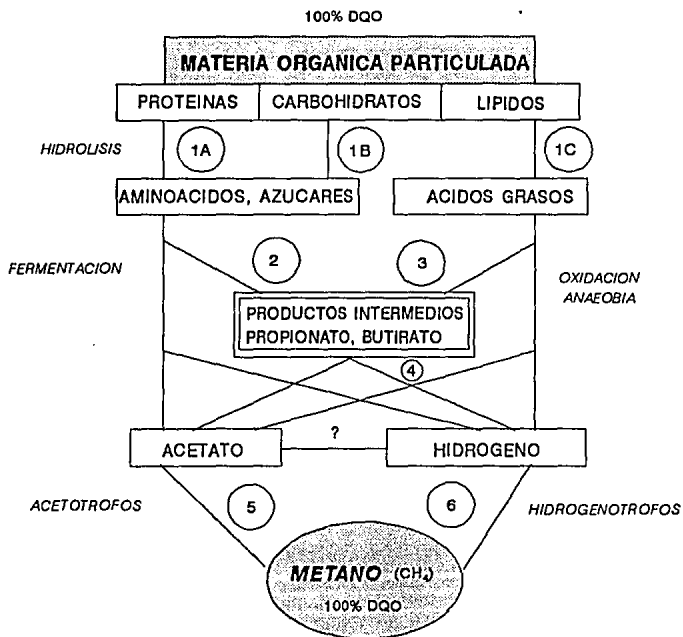 100% DQO
MATERIA ORGANICA PARTICULADA
PROTEINAS CARBOHIDRATOS LIPIDOS
HIDROLISIS 1A 1B 1C
AMINOACIDOS, AZUCARES ACIDOS GRASOS
FERMENTACION 2 3 OXIDACION
ANAEOBIA
PRODUCTOS INTERMEDIOS
PROPIONATO, BUTIRATO
4
?
ACETATO HIDROGENO
ACETOTROFOS 5 6 HIDROGENOTROFOS
METANO (CH4)
100% DQO